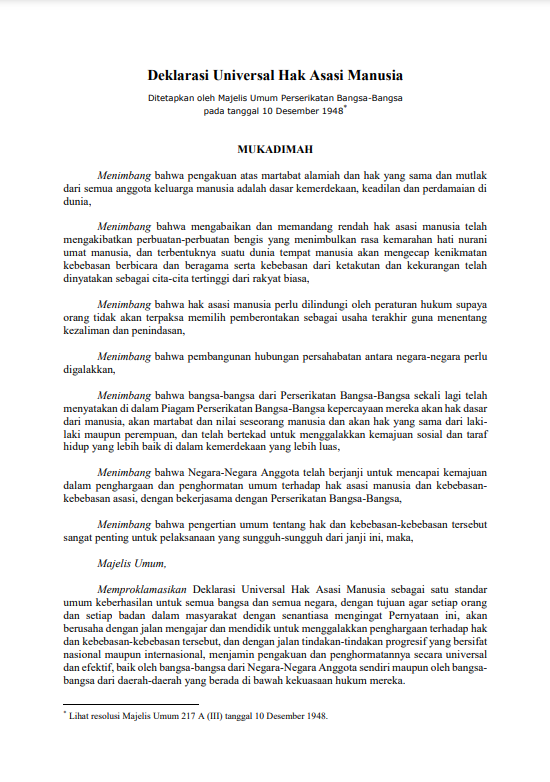 Deklarasi Universal Hak Asasi Manusia
Ditetapkan oleh Majelis Umum Perserikatan Bangsa-Bangsa
pada tanggal 10 Desember 1948*
MUKADIMAH
Menimbang bahwa pengakuan atas martabat alamiah dan hak yang sama dan mutlak
dari semua anggota keluarga manusia adalah dasar kemerdekaan, keadilan dan perdamaian di
dunia,
Menimbang bahwa mengabaikan dan memandang rendah hak asasi manusia telah
mengakibatkan perbuatan-perbuatan bengis yang menimbulkan rasa kemarahan hati nurani
umat manusia, dan terbentuknya suatu dunia tempat manusia akan mengecap kenikmatan
kebebasan berbicara dan beragama serta kebebasan dari ketakutan dan kekurangan telah
dinyatakan sebagai cita-cita tertinggi dari rakyat biasa,
Menimbang bahwa hak asasi manusia perlu dilindungi oleh peraturan hukum supaya
orang tidak akan terpaksa memilih pemberontakan sebagai usaha terakhir guna menentang
kezaliman dan penindasan,
Menimbang bahwa pembangunan hubungan persahabatan antara negara-negara perlu
digalakkan,
Menimbang bahwa bangsa-bangsa dari Perserikatan Bangsa-Bangsa sekali lagi telah
menyatakan di dalam Piagam Perserikatan Bangsa-Bangsa kepercayaan mereka akan hak dasar
dari manusia, akan martabat dan nilai seseorang manusia dan akan hak yang sama dari laki-
laki maupun perempuan, dan telah bertekad untuk menggalakkan kemajuan sosial dan taraf
hidup yang lebih baik di dalam kemerdekaan yang lebih luas,
Menimbang bahwa Negara-Negara Anggota telah berjanji untuk mencapai kemajuan
dalam penghargaan dan penghormatan umum terhadap hak asasi manusia dan kebebasan-
kebebasan asasi, dengan bekerjasama dengan Perserikatan Bangsa-Bangsa,
Menimbang bahwa pengertian umum tentang hak dan kebebasan-kebebasan tersebut
sangat penting untuk pelaksanaan yang sungguh-sungguh dari janji ini, maka,
Majelis Umum,
Memproklamasikan Deklarasi Universal Hak Asasi Manusia sebagai satu standar
umum keberhasilan untuk semua bangsa dan semua negara, dengan tujuan agar setiap orang
dan setiap badan dalam masyarakat dengan senantiasa mengingat Pernyataan ini, akan
berusaha dengan jalan mengajar dan mendidik untuk menggalakkan penghargaan terhadap hak
dan kebebasan-kebebasan tersebut, dan dengan jalan tindakan-tindakan progresif yang bersifat
nasional maupun internasional, menjamin pengakuan dan penghormatannya secara universal
dan efektif, baik oleh bangsa-bangsa dari Negara-Negara Anggota sendiri maupun oleh bangsa-
bangsa dari daerah-daerah yang berada di bawah kekuasaan hukum mereka.
* Lihat resolusi Majelis Umum 217 A (III) tanggal 10 Desember 1948.